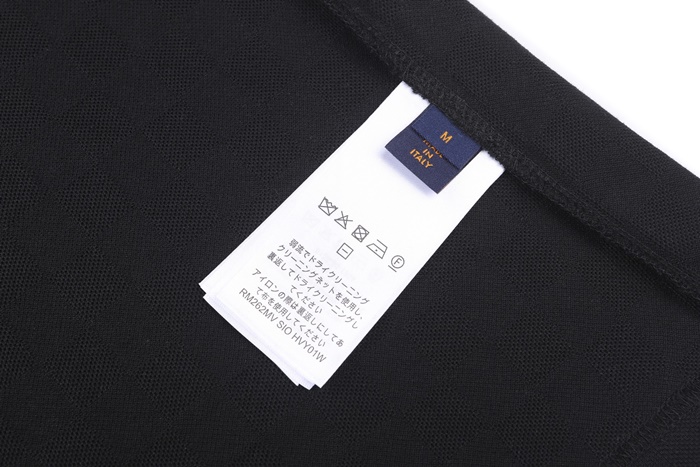 M
MADE
IN
ITALY
F
弱流でドライクリーニング
クリーニングネットを使用し、
裏返してドライクリーニングし
てください
アイロンの際は裏返しにしてあ
て布を使用してください
RM262MV SIO HVY01W